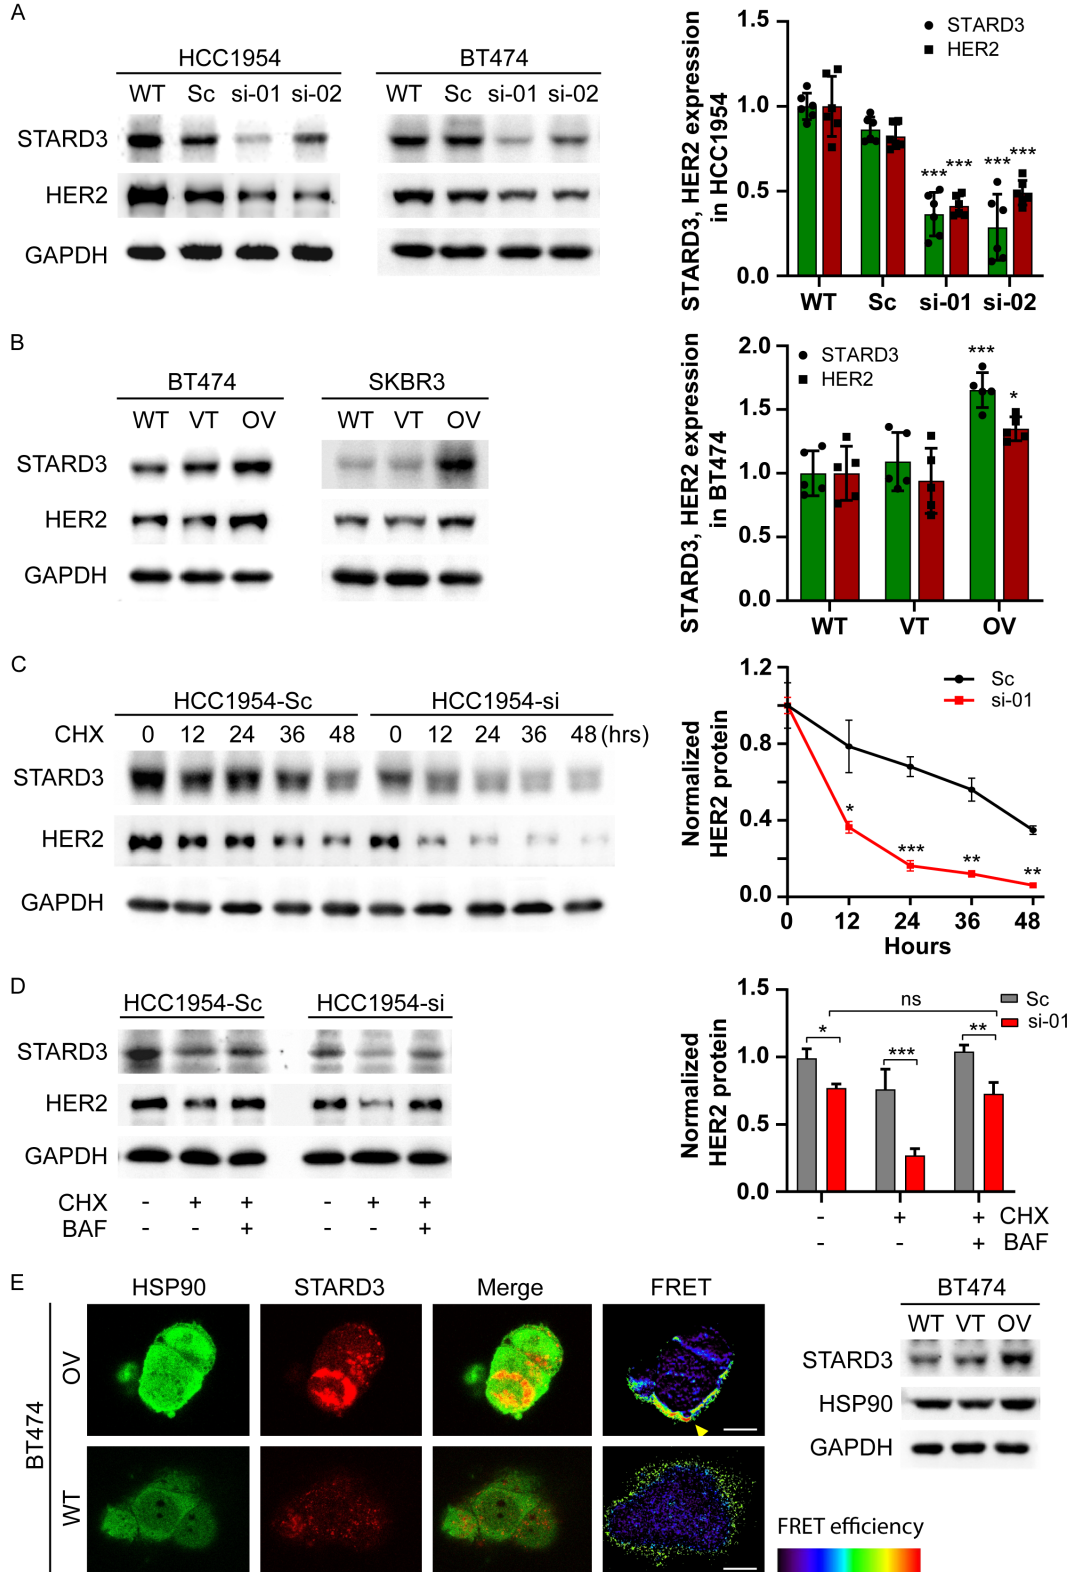 A
HCC1954 BT474
WT Sc si-01 si-02 WT Sc si-01 si-02
STARD3
HER2
GAPDH
STARD3, HER2 expression
in HCC1954
1.5
1.0
0.5
0.0
STARD3
HER2
*** *** *** ***
WT Sc si-01 si-02
B
BT474 SKBR3
WT VT OV WT VT OV
STARD3
HER2
GAPDH
STARD3, HER2 expression
in BT474
2.0
1.5
1.0
0.5
0.0
STARD3
HER2
***
*
WT VT OV
C
HCC1954-Sc HCC1954-si
CHX 0 12 24 36 48 0 12 24 36 48 (hrs)
STARD3
HER2
GAPDH
Normalized
HER2 protein
1.2
0.8
0.4
0.0
Sc
si-01
* *** ** **
0 12 24 36 48
Hours
D
HCC1954-Sc HCC1954-si
STARD3
HER2
GAPDH
CHX - + + - + +
BAF - - + - - +
Normalized
HER2 protein
1.5
1.0
0.5
0.0
ns
Sc
si-01
* *** **
- + + CHX
- - + BAF
E
HSP90 STARD3 Merge FRET
BT474
OV
WT
BT474
WT VT OV
STARD3
HSP90
GAPDH
FRET efficiency